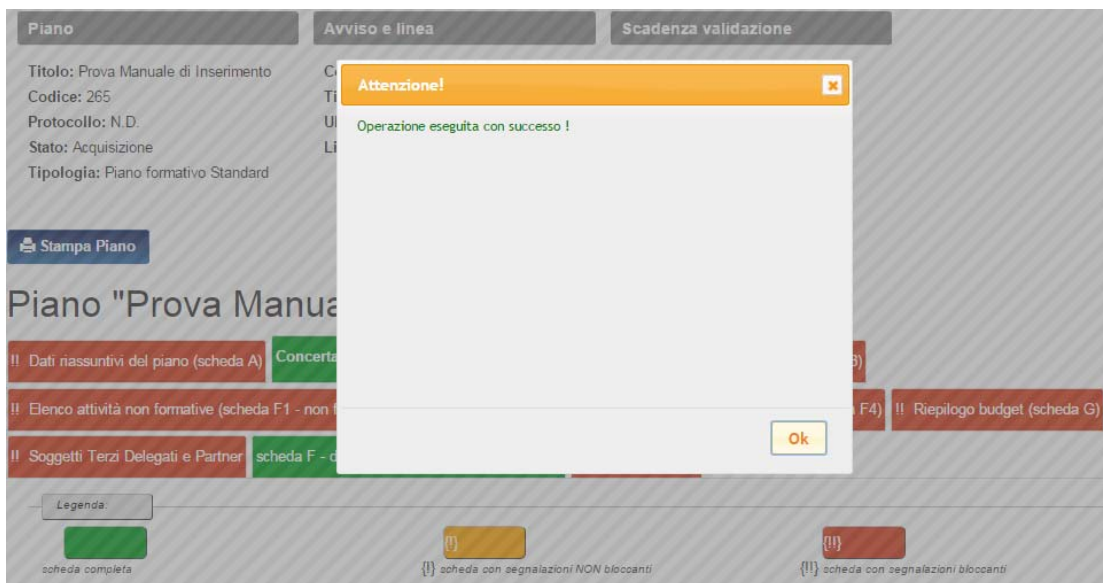 Piano Avviso e linea Scadenza validazione
Titolo: Prova Manuale di Inserimento
Codice: 265
Protocollo: N.D.
Stato: Acquisizione
Tipologia: Piano formativo Standard
Attenzione!
Operazione eseguita con successo !
Ok
Stampa Piano
Piano "Prova Manua
!! Dati riassuntivi del piano (scheda A) Concerta
!! Elenco attività non formative (scheda F1 - non f F4) !! Riepilogo budget (scheda G)
!! Soggetti Terzi Delegati e Partner scheda F - d
Legenda:
{!} {!!}
scheda completa {!} scheda con segnalazioni NON bloccanti {!!} scheda con segnalazioni bloccanti